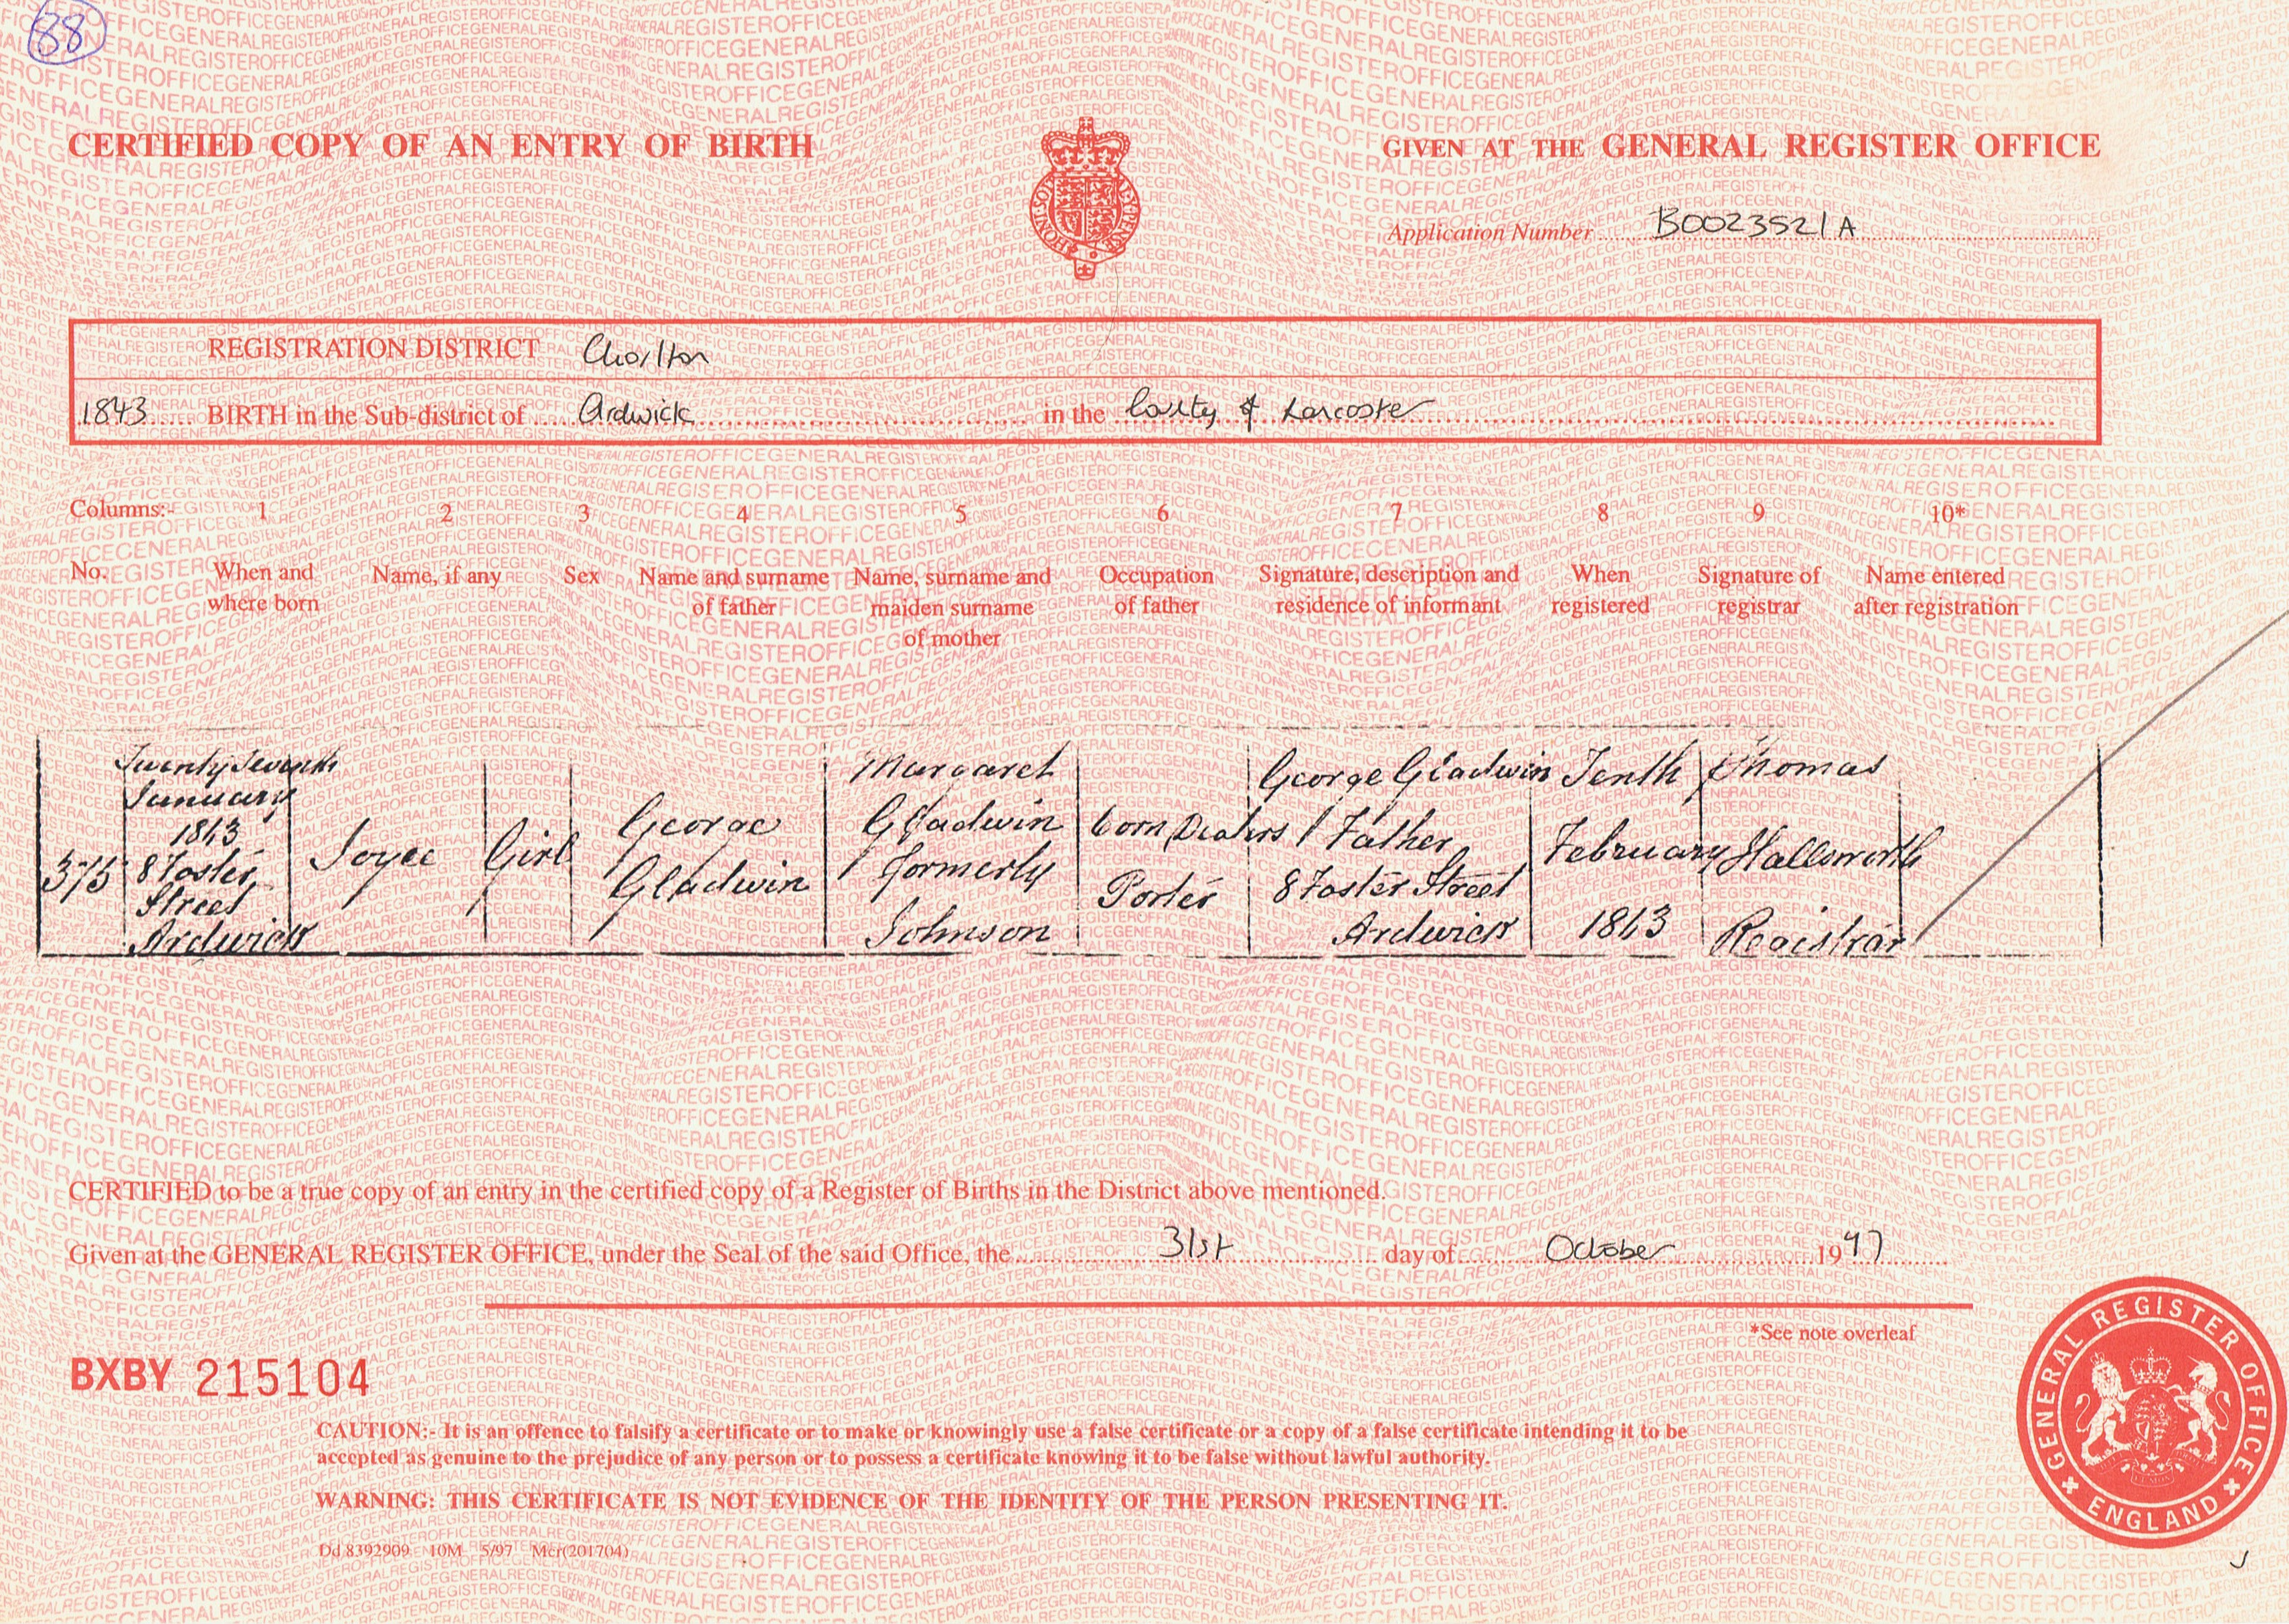 88
CERTIFIED COPY OF AN ENTRY OF BIRTH
GIVEN AT THE GENERAL REGISTER OFFICE
Application Number B0023521A
REGISTRATION DISTRICT Chorlton
1843 BIRTH in the Sub-district of Ardwick in the County of Lancaster
Columns:- 1 2 3 4 5 6 7 8 9 10*
No. When and where born Name, if any Sex Name and surname of father Name, surname and maiden surname of mother Occupation of father Signature, description and residence of informant When registered Signature of registrar Name entered after registration
375 Twenty Seventh January 1843 8 Foster Street Ardwick Joyce Girl George Gladwin Margaret Gladwin formerly Johnson Corn Dealers Porter George Gladwin Father 8 Foster Street Ardwick Tenth February 1843 Thomas Hallsworth Registrar
CERTIFIED to be a true copy of an entry in the certified copy of a Register of Births in the District above mentioned.
Given at the GENERAL REGISTER OFFICE, under the Seal of the said Office, the 31st day of October 1997
*See note overleaf
BXBY 215104
CAUTION:- It is an offence to falsify a certificate or to make or knowingly use a false certificate or a copy of a false certificate intending it to be
accepted as genuine to the prejudice of any person or to possess a certificate knowing it to be false without lawful authority.
WARNING: THIS CERTIFICATE IS NOT EVIDENCE OF THE IDENTITY OF THE PERSON PRESENTING IT.
Dd 8392909 10M 5/97 Mcr(201704)
GENERAL REGISTER OFFICE
ENGLAND